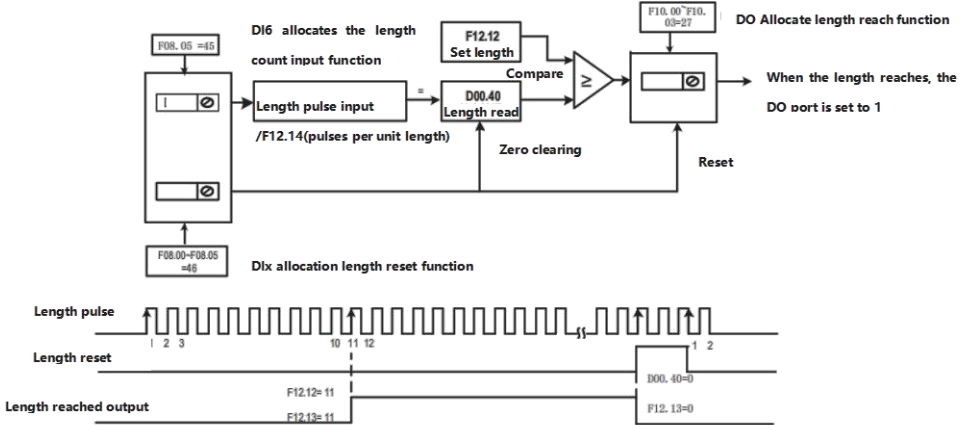 F08. 05 =45
DI6 allocates the length
count input function
F12.12
Set length
F10. 00~F10.
03=27
DO Allocate length reach function
Compare
Length pulse input
=
D00.40
Length read
≥
When the length reaches, the
DO port is set to 1
/F12.14(pulses per unit length)
Zero clearing
Reset
F08.00~F08.05
=46
DIx allocation length reset function
Length pulse
1 2 3 10 11 12 1 2
Length reset
D00. 40=0
F12.12= 11
Length reached output
F12.13= 11
F12. 13=0